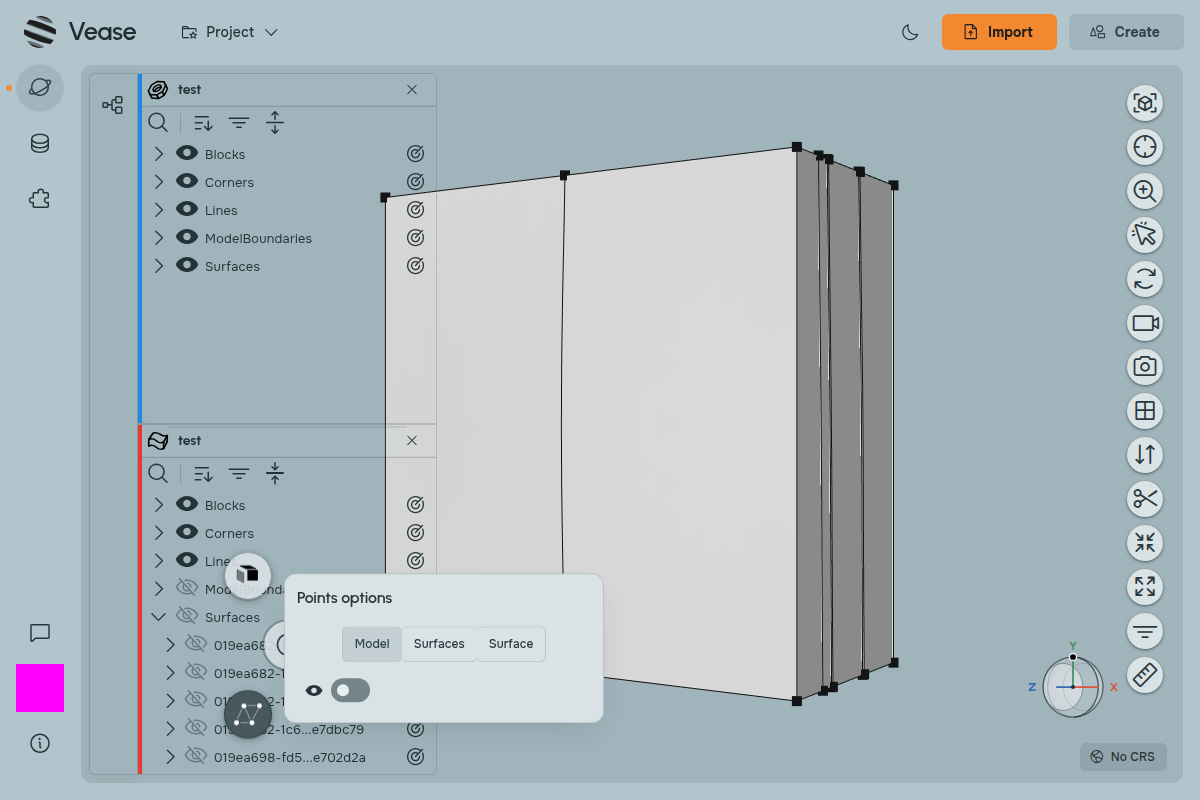 Vease
Project
Import
Create
test
Blocks
Corners
Lines
ModelBoundaries
Surfaces
test
Blocks
Corners
Surfaces
Points options
Model
Surfaces
Surface
019ea698-fd5...e702d2a
Y
Z
X
No CRS